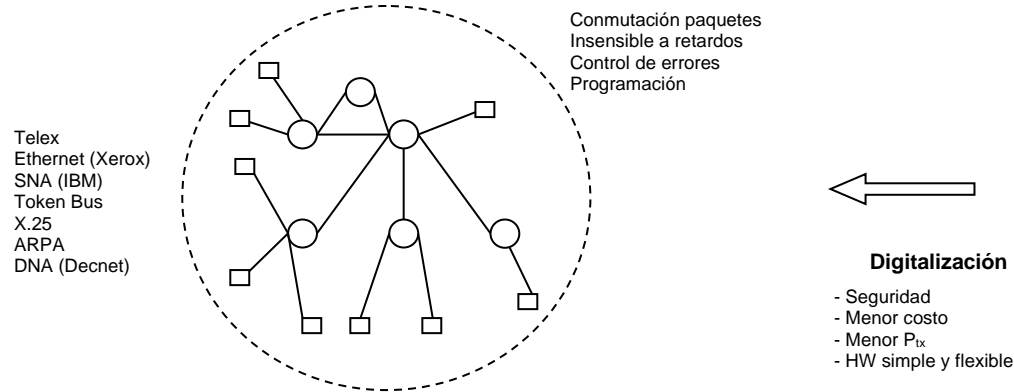 Conmutación paquetes
Insensible a retardos
Control de errores
Programación
Telex
Ethernet (Xerox)
SNA (IBM)
Token Bus
X.25
ARPA
DNA (Decnet)
Digitalización
- Seguridad
- Menor costo
- Menor Ptx
- HW simple y flexible